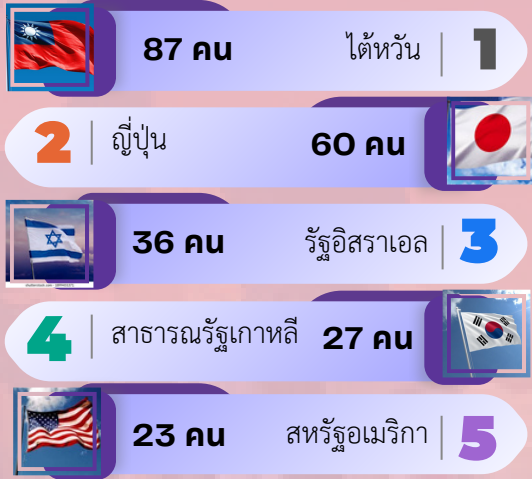 87 คน ไต้หวัน 1
2 ญี่ปุ่น 60 คน
36 คน รัฐอิสราเอล 3
4 สาธารณรัฐเกาหลี 27 คน
23 คน สหรัฐอเมริกา 5